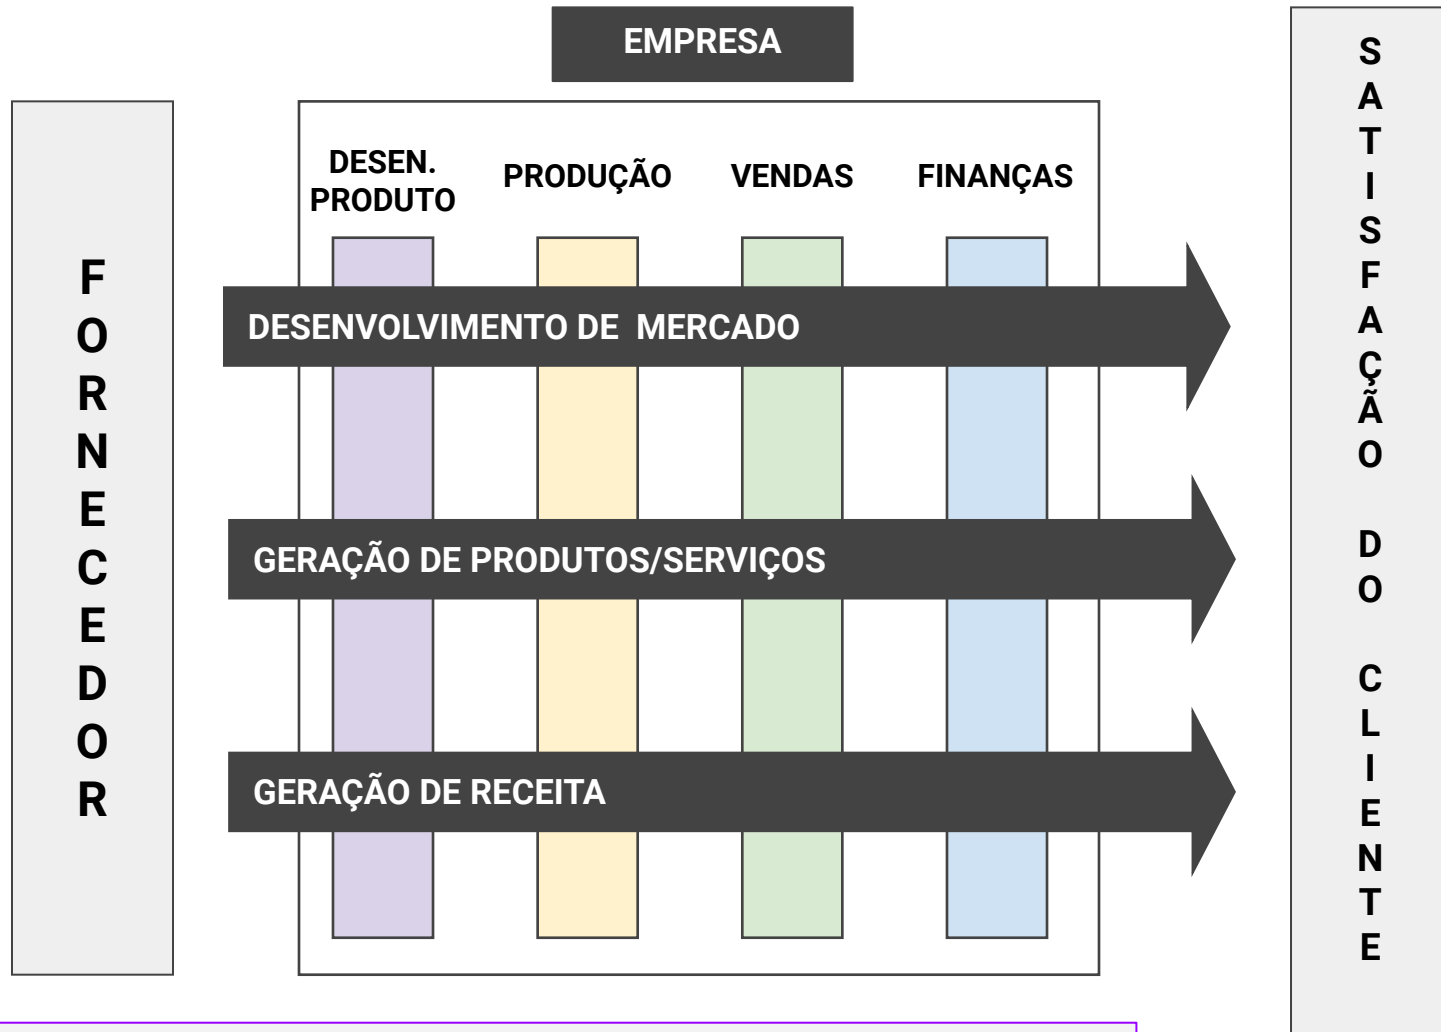 EMPRESA
DESEN.
PRODUTO
PRODUÇÃO
VENDAS
FINANÇAS
FORNECEDOR
DESENVOLVIMENTO DE MERCADO
GERAÇÃO DE PRODUTOS/SERVIÇOS
GERAÇÃO DE RECEITA
SATISFAÇÃO DO CLIENTE